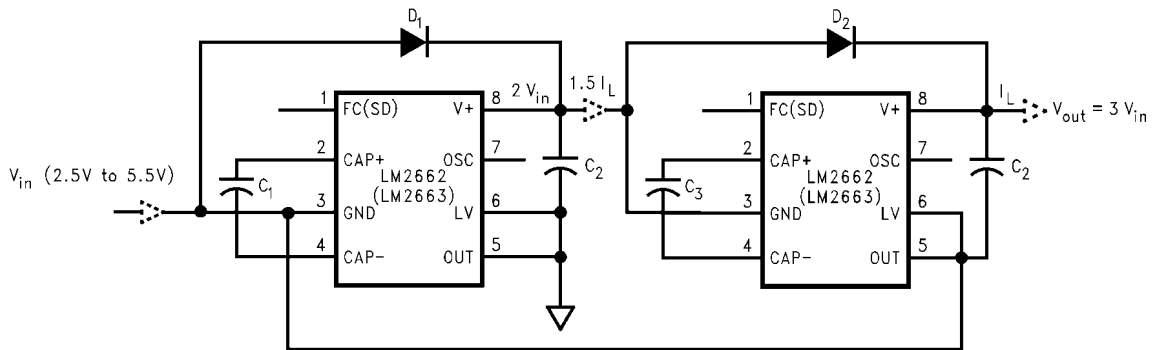 D1
D2
2 Vin
1.5 IL
IL
Vout = 3 Vin
Vin (2.5V to 5.5V)
1 FC(SD) V+ 8
2 CAP+ OSC 7
LM2662
(LM2663)
3 GND LV 6
4 CAP- OUT 5
C1
C2
1 FC(SD) V+ 8
2 CAP+ OSC 7
LM2662
(LM2663)
3 GND LV 6
4 CAP- OUT 5
C3
C2